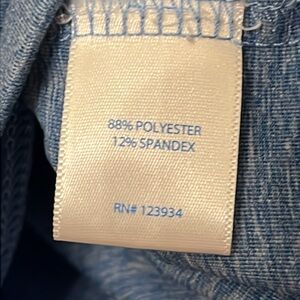 88% POLYESTER
12% SPANDEX
RN# 123934